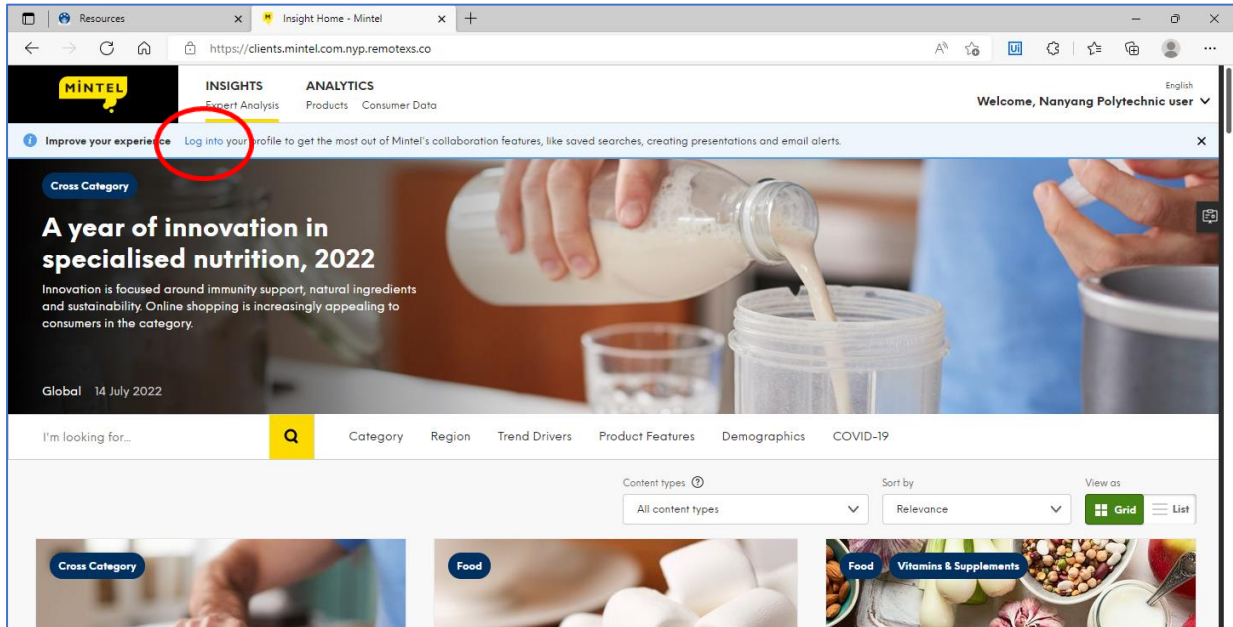 Resources
Insight Home - Mintel
https://clients.mintel.com.nyp.remotexs.co
MiNTEL
INSIGHTS ANALYTICS
Expert Analysis Products Consumer Data
English
Welcome, Nanyang Polytechnic user
Improve your experience Log into your profile to get the most out of Mintel's collaboration features, like saved searches, creating presentations and email alerts.
Cross Category
A year of innovation in
specialised nutrition, 2022
Innovation is focused around immunity support, natural ingredients
and sustainability. Online shopping is increasingly appealing to
consumers in the category.
Global 14 July 2022
I'm looking for...
Category Region Trend Drivers Product Features Demographics COVID-19
Content types Sort by View as
All content types Relevance Grid List
Cross Category Food Food Vitamins & Supplements